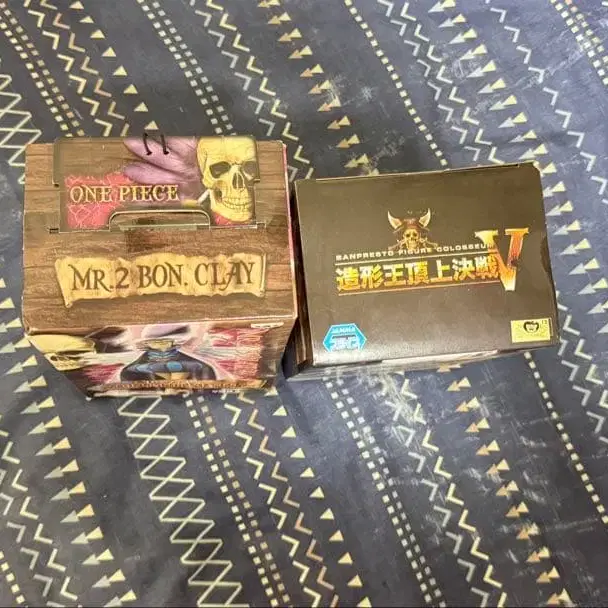 ONE PIECE
MR.2 BON. CLAY
BANPRESTO FIGURE COLOSSEUM
造形王頂上決戦V